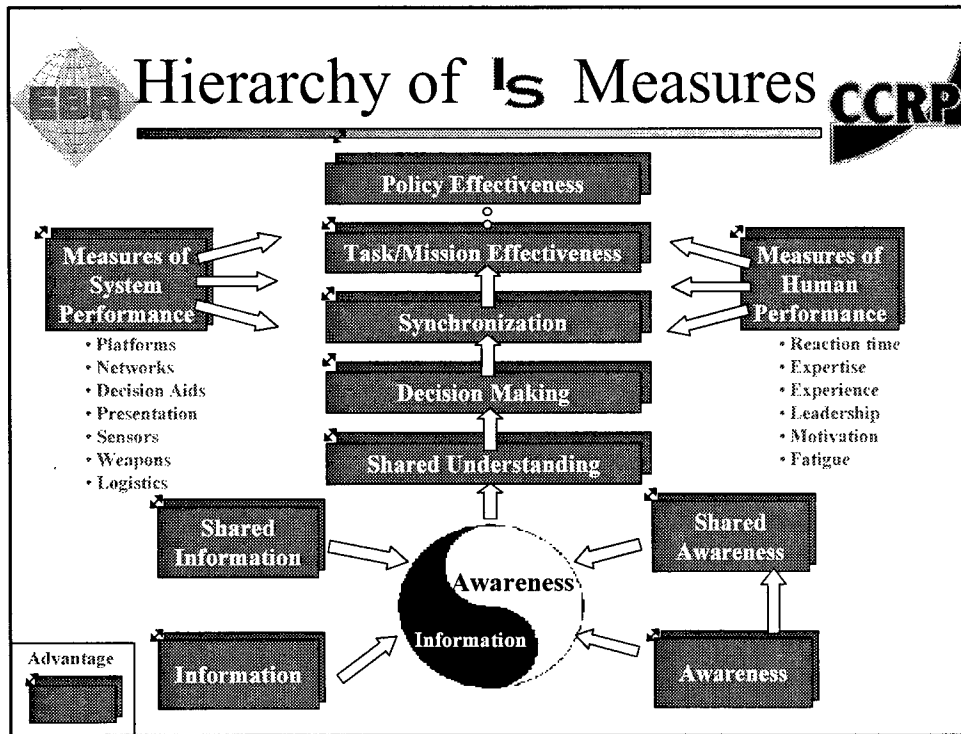 EBR
Hierarchy of IS Measures
CCRP
Policy Effectiveness
Task/Mission Effectiveness
Synchronization
Decision Making
Shared Understanding
Measures of
System
Performance
• Platforms
• Networks
• Decision Aids
• Presentation
• Sensors
• Weapons
• Logistics
Measures of
Human
Performance
• Reaction time
• Expertise
• Experience
• Leadership
• Motivation
• Fatigue
Shared
Information
Shared
Awareness
Awareness
Information
Information
Awareness
Advantage